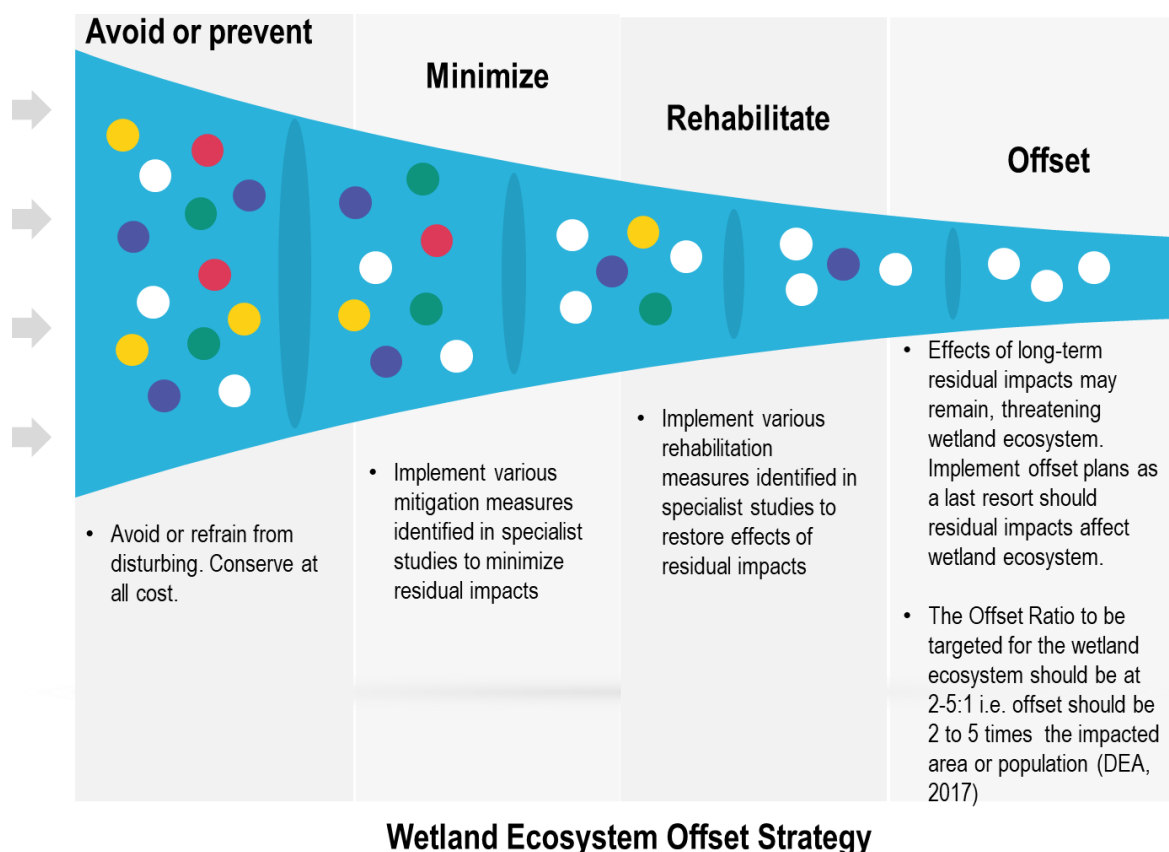 Avoid or prevent
Minimize
Rehabilitate
Offset
• Avoid or refrain from
disturbing. Conserve at
all cost.
• Implement various
mitigation measures
identified in specialist
studies to minimize
residual impacts
• Implement various
rehabilitation
measures identified in
specialist studies to
restore effects of
residual impacts
• Effects of long-term
residual impacts may
remain, threatening
wetland ecosystem.
Implement offset plans as
a last resort should
residual impacts affect
wetland ecosystem.
• The Offset Ratio to be
targeted for the wetland
ecosystem should be at
2-5:1 i.e. offset should be
2 to 5 times the impacted
area or population (DEA,
2017)
Wetland Ecosystem Offset Strategy